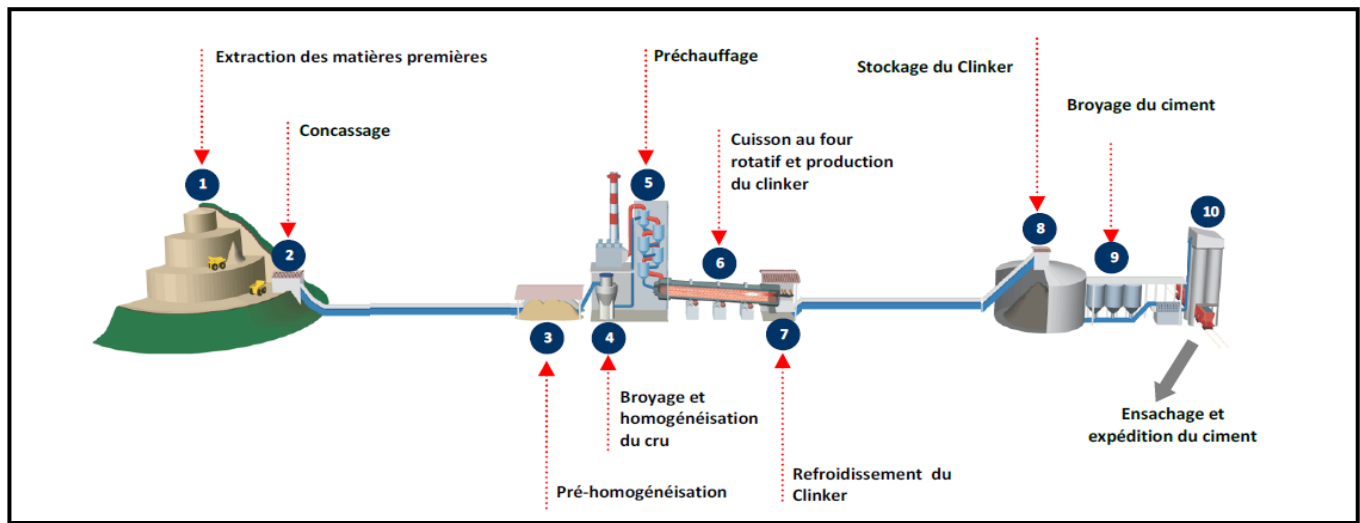 Extraction des matières premières
Concassage
Préchauffage
Cuisson au four
rotatif et production
du clinker
Stockage du Clinker
Broyage du ciment
1
2
3
4
5
6
7
8
9
10
Pré-homogénéisation
Broyage et
homogénéisation
du cru
Refroidissement du
Clinker
Ensachage et
expédition du ciment